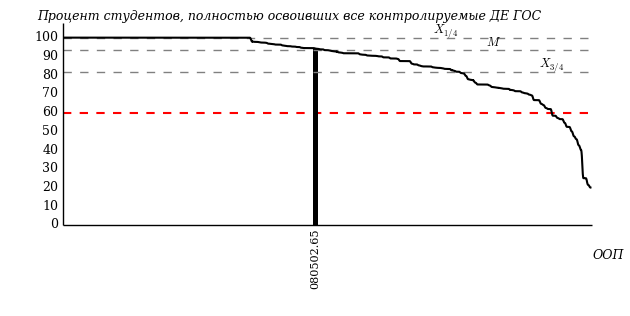 Процент студентов, полностью освоивших все контролируемые ДЕ ГОС
X1/4
M
X3/4
100
90
80
70
60
50
40
30
20
10
0
080502.65
ООП